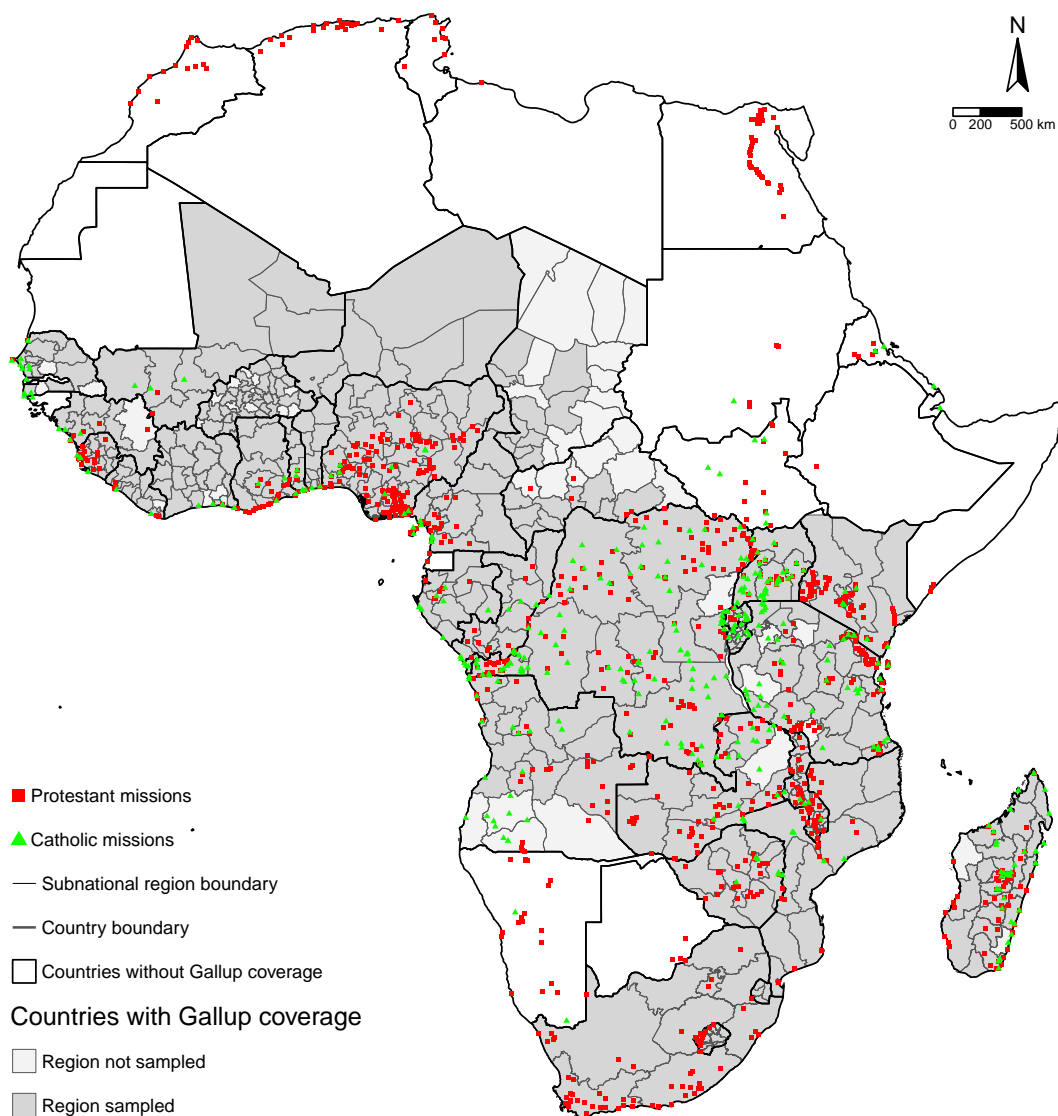 N
0 200 500 km
Protestant missions
Catholic missions
Subnational region boundary
Country boundary
Countries without Gallup coverage
Countries with Gallup coverage
Region not sampled
Region sampled